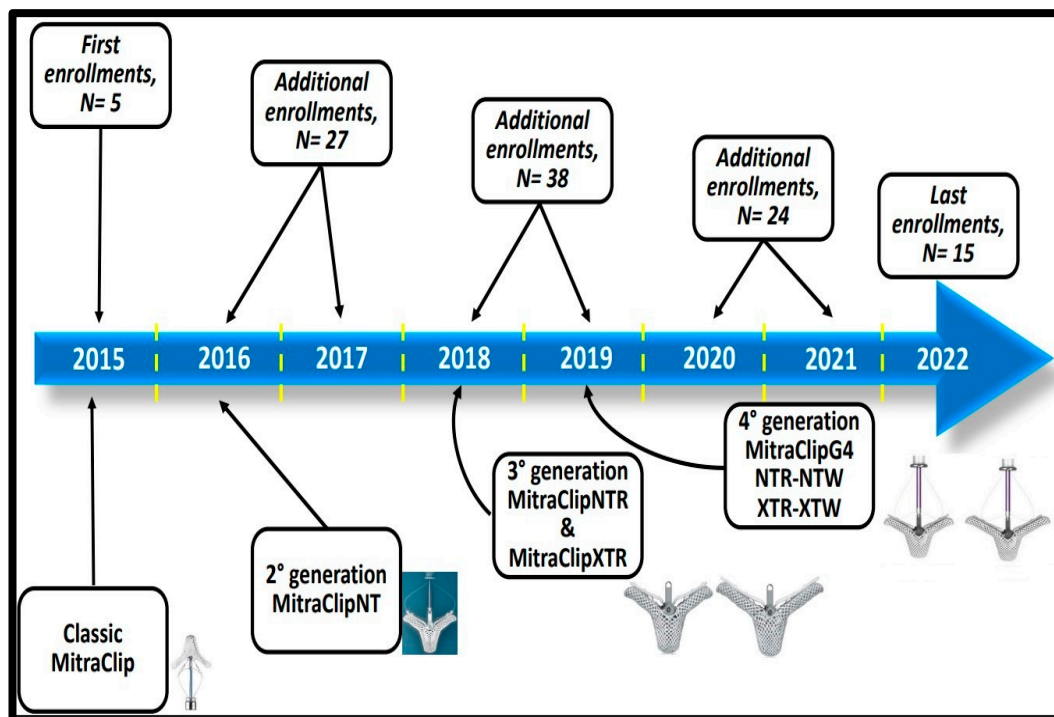 First
enrollments,
N= 5
Additional
enrollments,
N= 27
Additional
enrollments,
N= 38
Additional
enrollments,
N= 24
Last
enrollments,
N= 15
2015
2016
2017
2018
2019
2020
2021
2022
Classic
MitraClip
2° generation
MitraClipNT
3° generation
MitraClipNTR
&
MitraClipXTR
4° generation
MitraClipG4
NTR-NTW
XTR-XTW